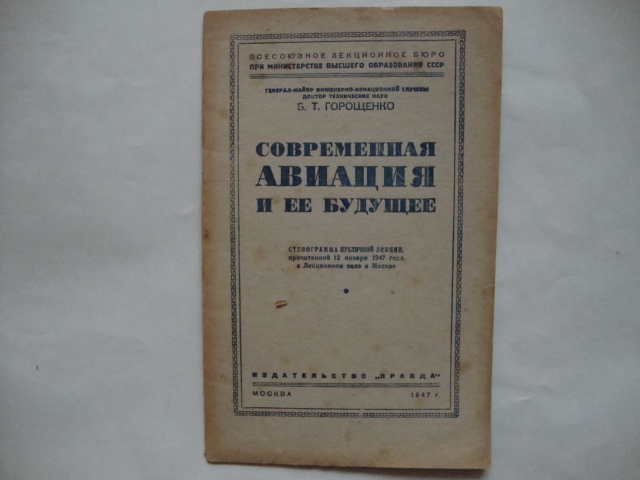 ВСЕСОЮЗНОЕ ЛЕКЦИОННОЕ БЮРО
ПРИ МИНИСТЕРСТВЕ ВЫСШЕГО ОБРАЗОВАНИЯ СССР
ГЕНЕРАЛ-МАЙОР ИНЖЕНЕРНО-АВИАЦИОННОЙ СЛУЖБЫ
ДОКТОР ТЕХНИЧЕСКИХ НАУК
Б. Т. ГОРОЩЕНКО
СОВРЕМЕННАЯ
АВИАЦИЯ
И ЕЕ БУДУЩЕЕ
СТЕНОГРАММА ПУБЛИЧНОЙ ЛЕКЦИИ,
прочитанной 12 января 1947 года
в Лекционном зале в Москве
ИЗДАТЕЛЬСТВО „ПРАВДА"
МОСКВА 1947 г.